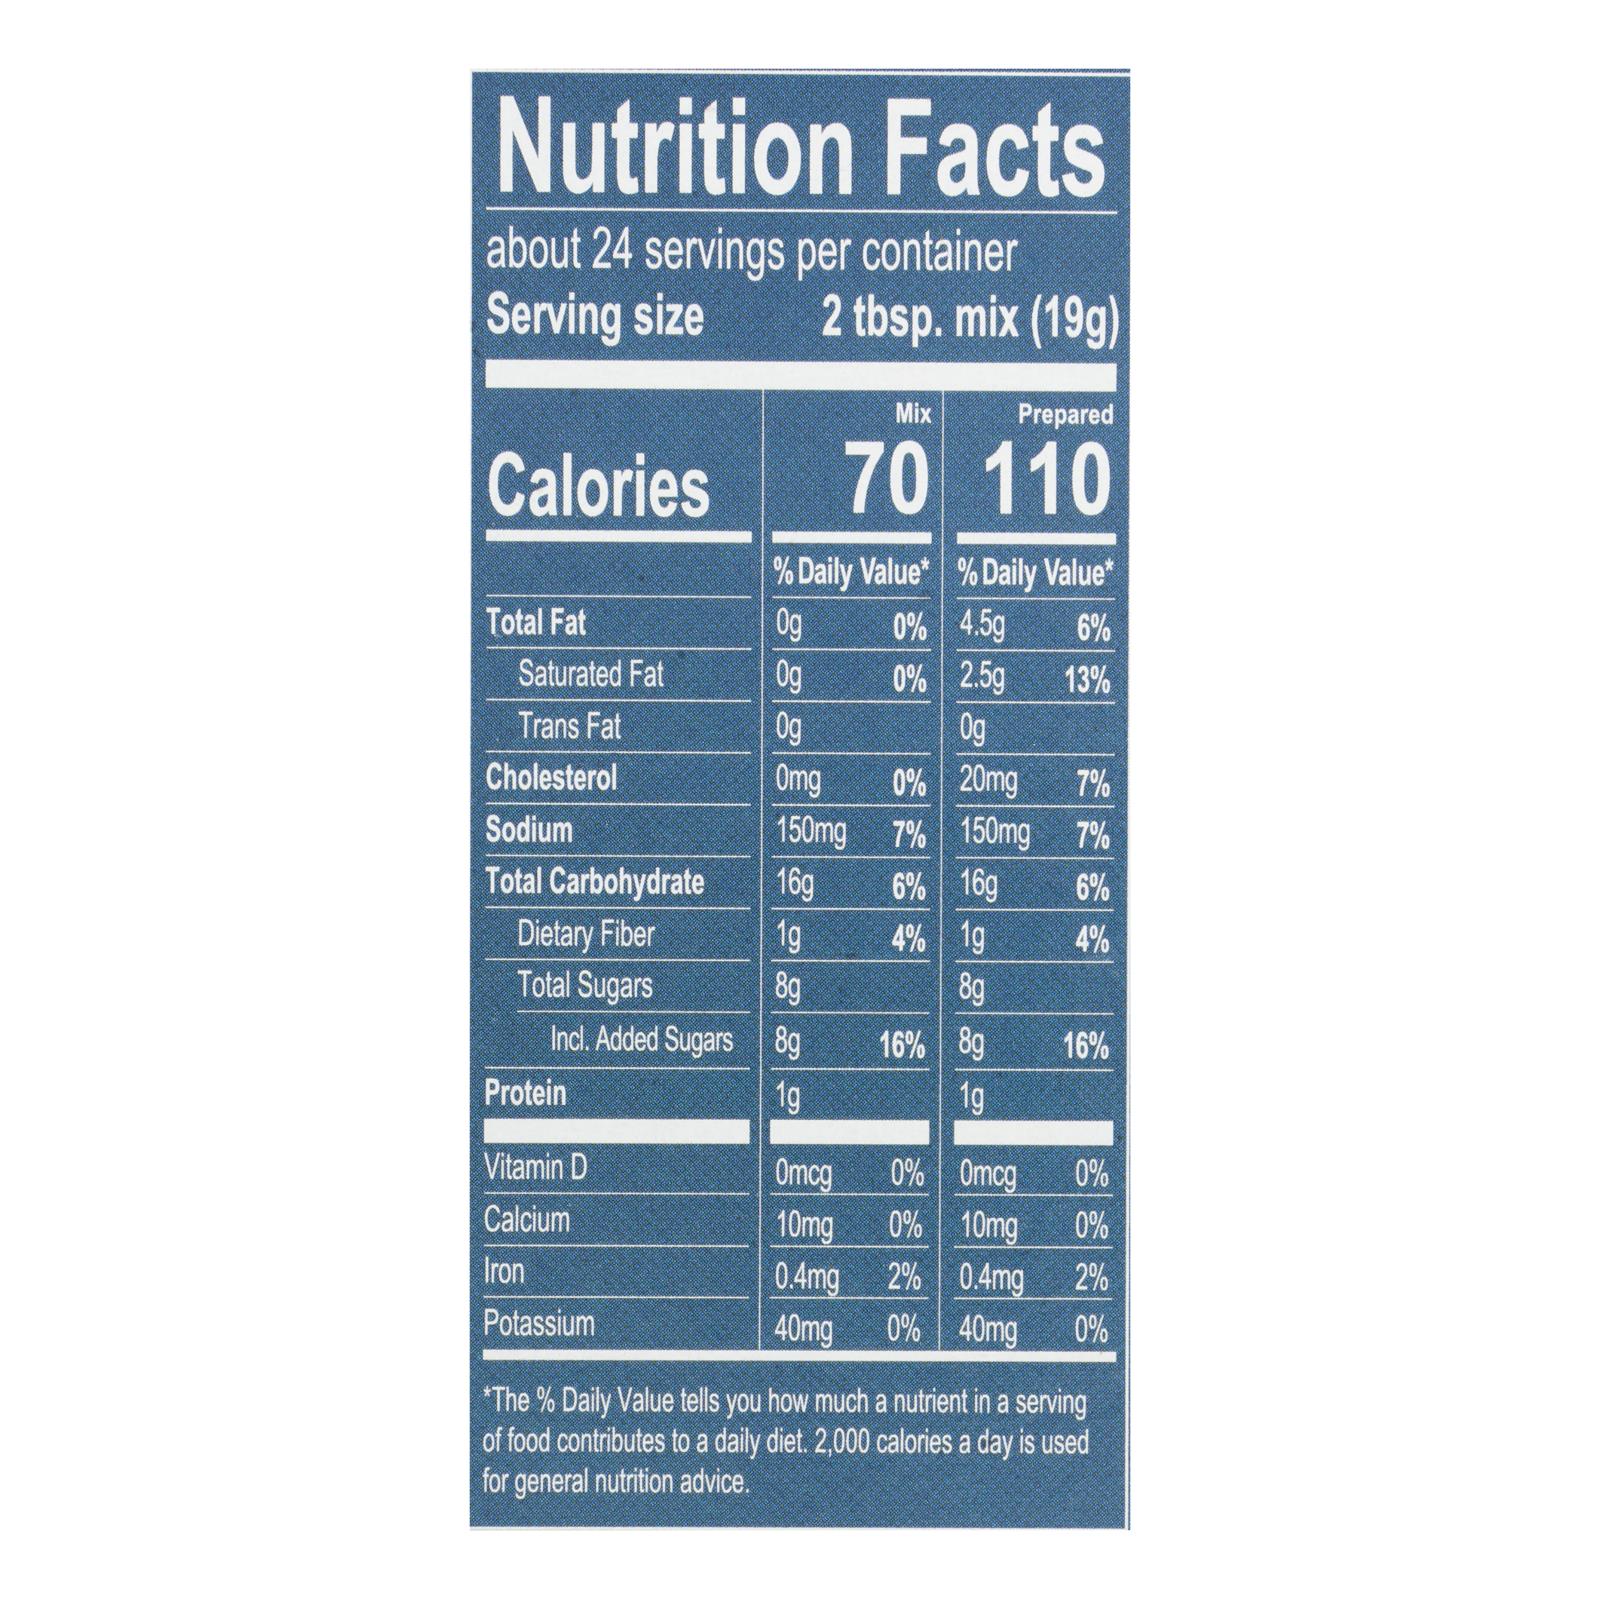 Nutrition Facts
about 24 servings per container
Serving size 2 tbsp. mix (19g)
Mix Prepared
Calories 70 110
% Daily Value* % Daily Value*
Total Fat 0g 0% 4.5g 6%
Saturated Fat 0g 0% 2.5g 13%
Trans Fat 0g 0g
Cholesterol 0mg 0% 20mg 7%
Sodium 150mg 7% 150mg 7%
Total Carbohydrate 16g 6% 16g 6%
Dietary Fiber 1g 4% 1g 4%
Total Sugars 8g 8g
Incl. Added Sugars 8g 16% 8g 16%
Protein 1g 1g
Vitamin D 0mcg 0% 0mcg 0%
Calcium 10mg 0% 10mg 0%
Iron 0.4mg 2% 0.4mg 2%
Potassium 40mg 0% 40mg 0%
*The % Daily Value tells you how much a nutrient in a serving
of food contributes to a daily diet. 2,000 calories a day is used
for general nutrition advice.